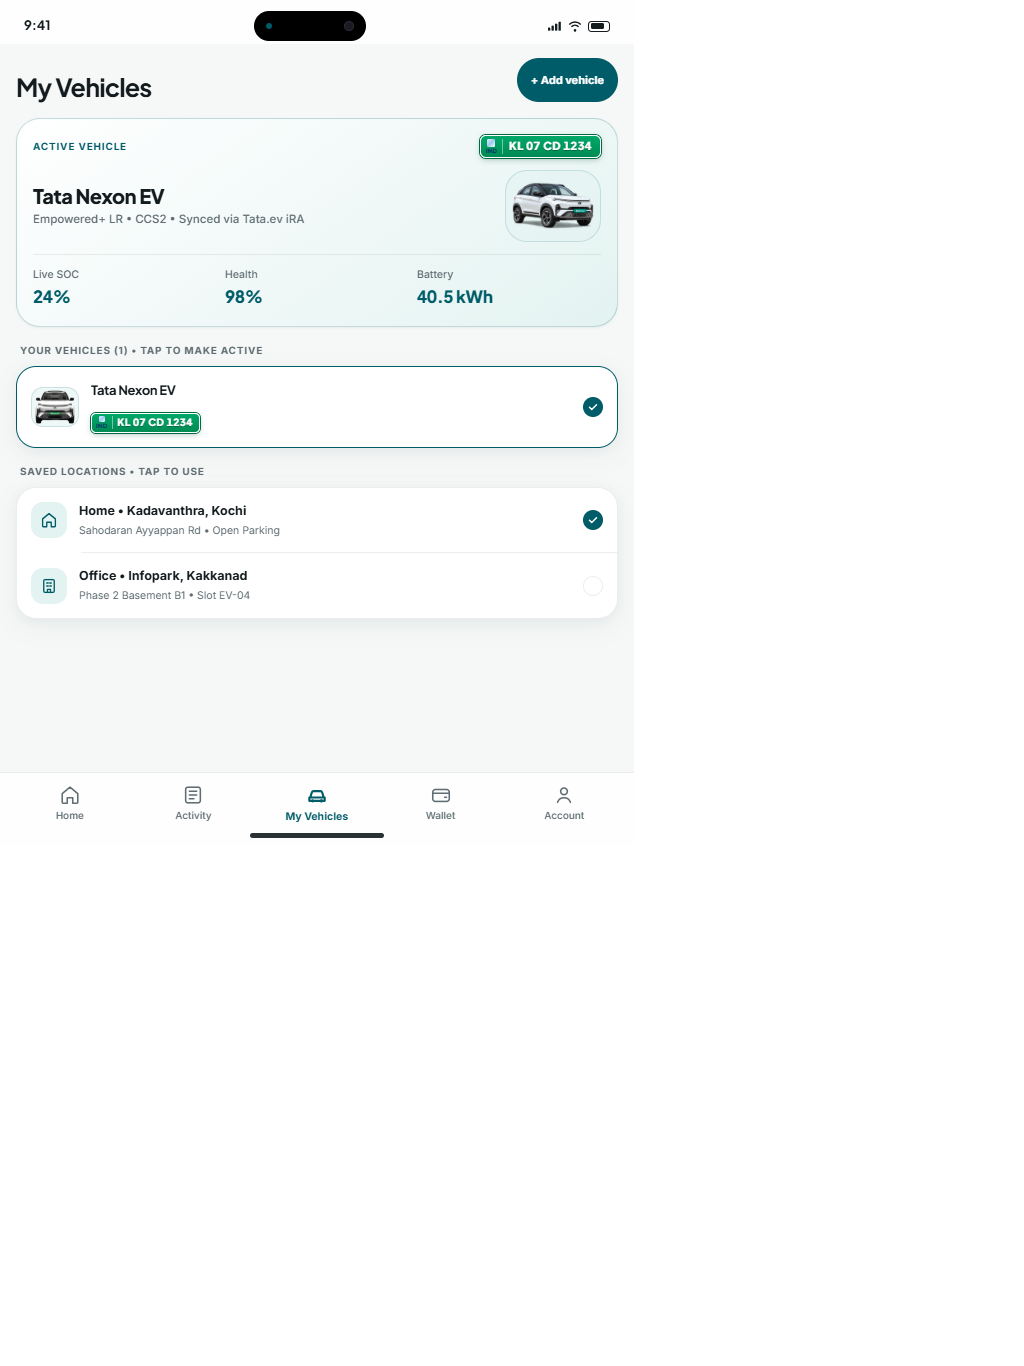 9:41
My Vehicles
+ Add vehicle
ACTIVE VEHICLE
IND KL 07 CD 1234
Tata Nexon EV
Empowered+ LR • CCS2 • Synced via Tata.ev iRA
Live SOC
Health
Battery
24%
98%
40.5 kWh
YOUR VEHICLES (1) • TAP TO MAKE ACTIVE
Tata Nexon EV
IND KL 07 CD 1234
SAVED LOCATIONS • TAP TO USE
Home • Kadavanthra, Kochi
Sahodaran Ayyappan Rd • Open Parking
Office • Infopark, Kakkanad
Phase 2 Basement B1 • Slot EV-04
Home
Activity
My Vehicles
Wallet
Account